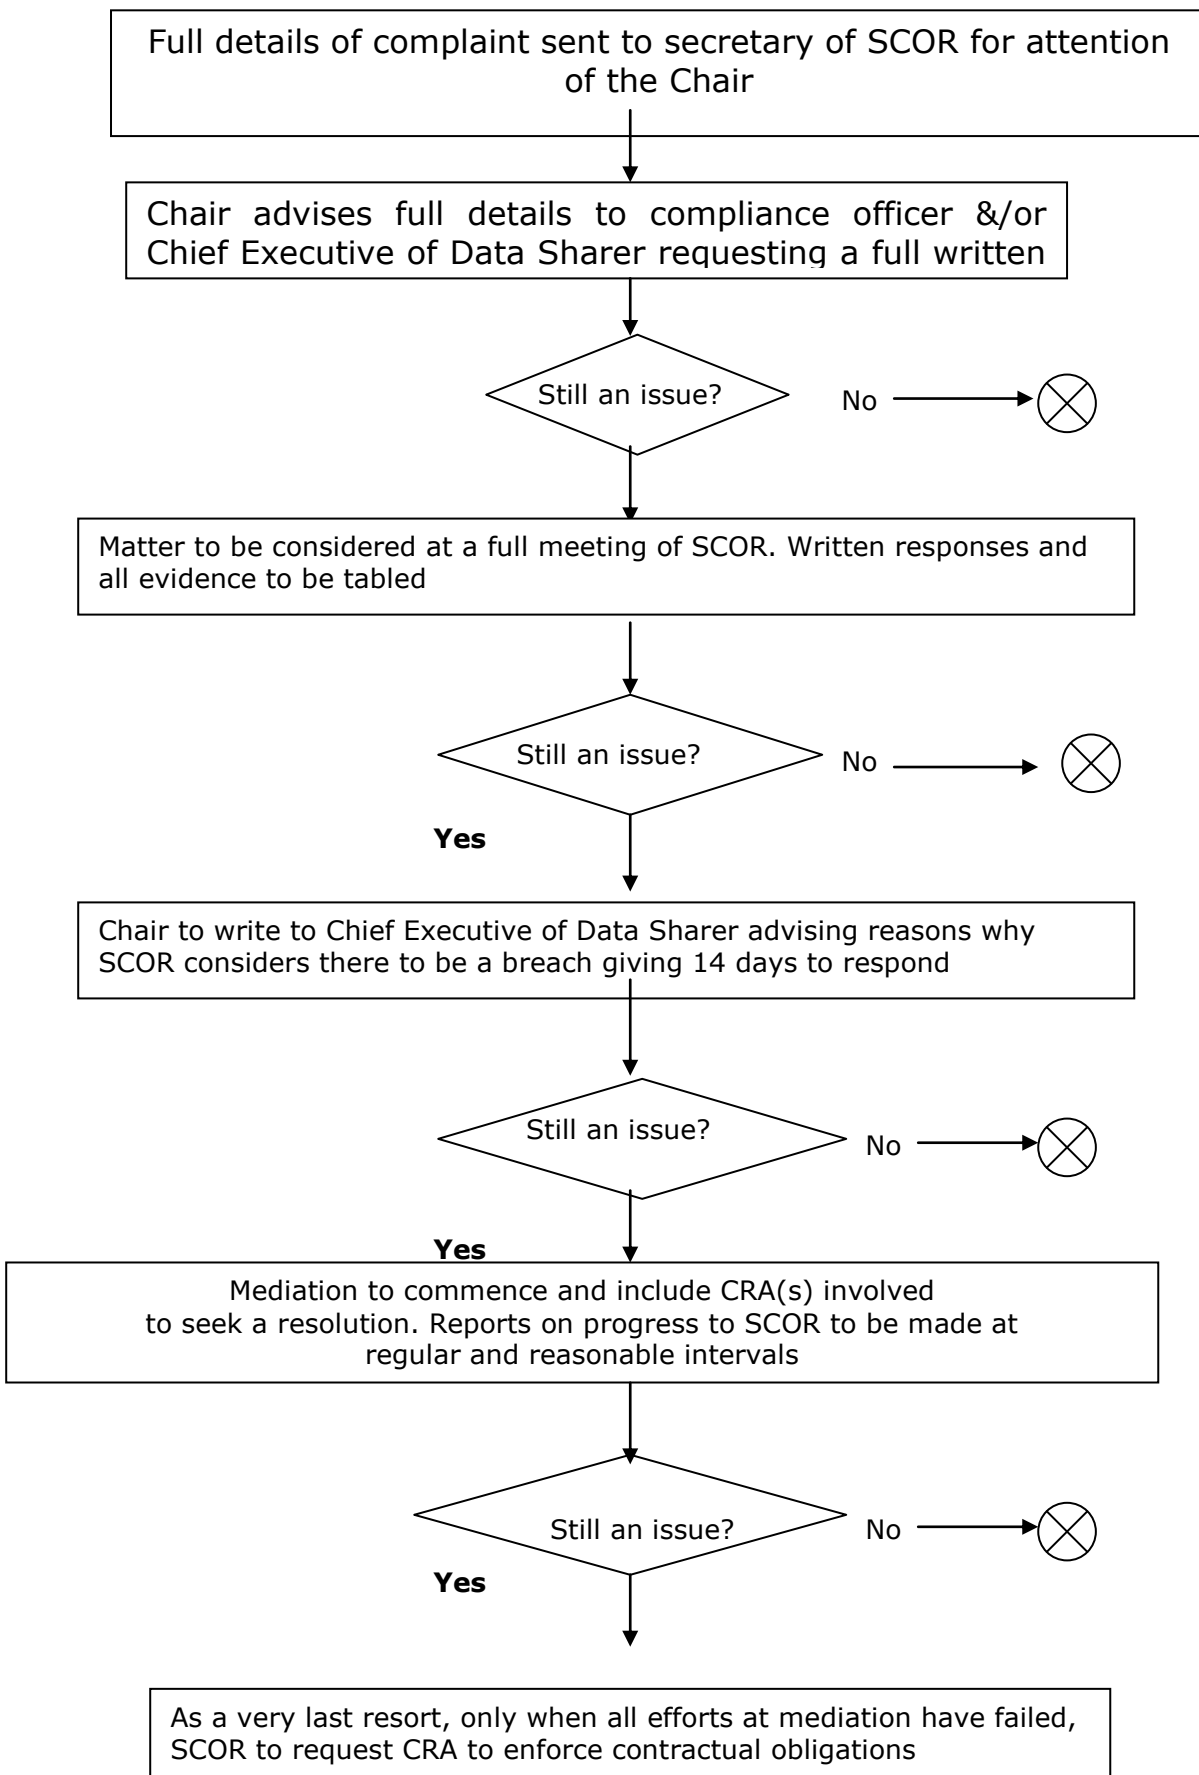 Full details of complaint sent to secretary of SCOR for attention
of the Chair
Chair advises full details to compliance officer &/or
Chief Executive of Data Sharer requesting a full written
Still an issue?
No
Matter to be considered at a full meeting of SCOR. Written responses and
all evidence to be tabled
Still an issue?
No
Yes
Chair to write to Chief Executive of Data Sharer advising reasons why
SCOR considers there to be a breach giving 14 days to respond
Still an issue?
No
Yes
Mediation to commence and include CRA(s) involved
to seek a resolution. Reports on progress to SCOR to be made at
regular and reasonable intervals
Still an issue?
No
Yes
As a very last resort, only when all efforts at mediation have failed,
SCOR to request CRA to enforce contractual obligations